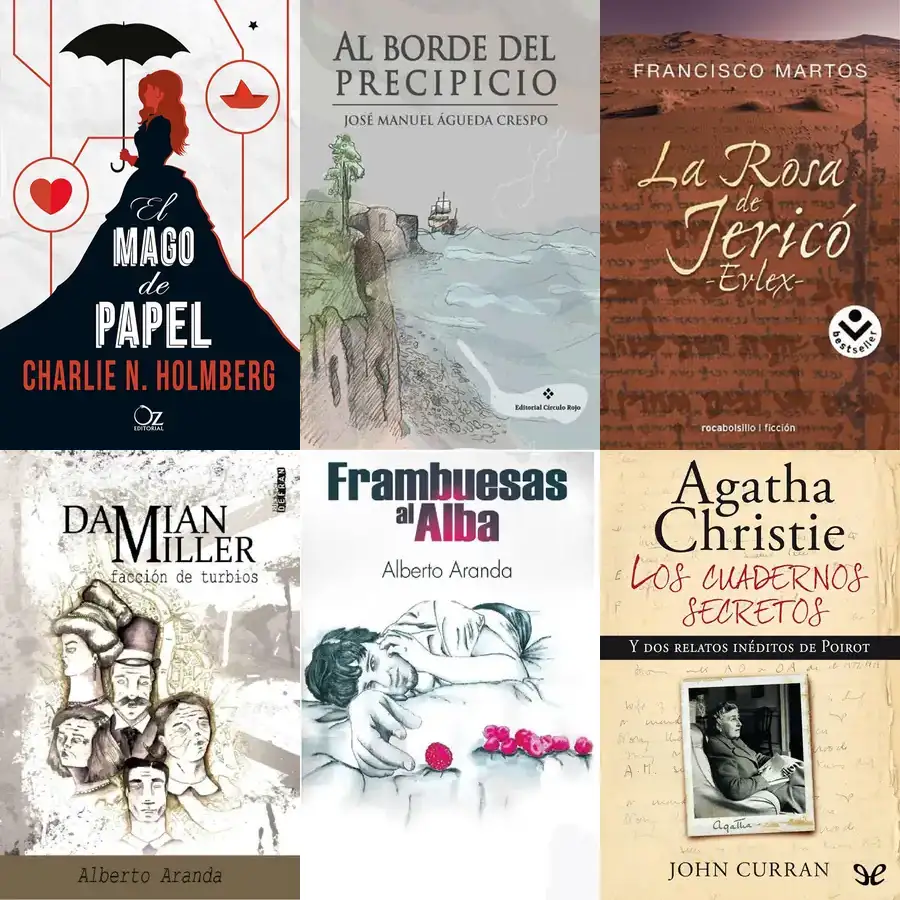 El
MAGO
de
PAPEL
CHARLIE N. HOLMBERG
OZ
EDITORIAL
AL BORDE DEL
PRECIPICIO
JOSÉ MANUEL ÁGUEDA CRESPO
Editorial Círculo Rojo
FRANCISCO MARTOS
La Rosa
de
Jericó
-Evlex-
bestseller
rocabolsillo | ficción
DAMIAN
MILLER
facción de turbios
DEFRAN
Alberto Aranda
Frambuesas
al Alba
Alberto Aranda
Agatha
Christie
LOS CUADERNOS
SECRETOS
Y DOS RELATOS INÉDITOS DE POIROT
Agatha
JOHN CURRAN